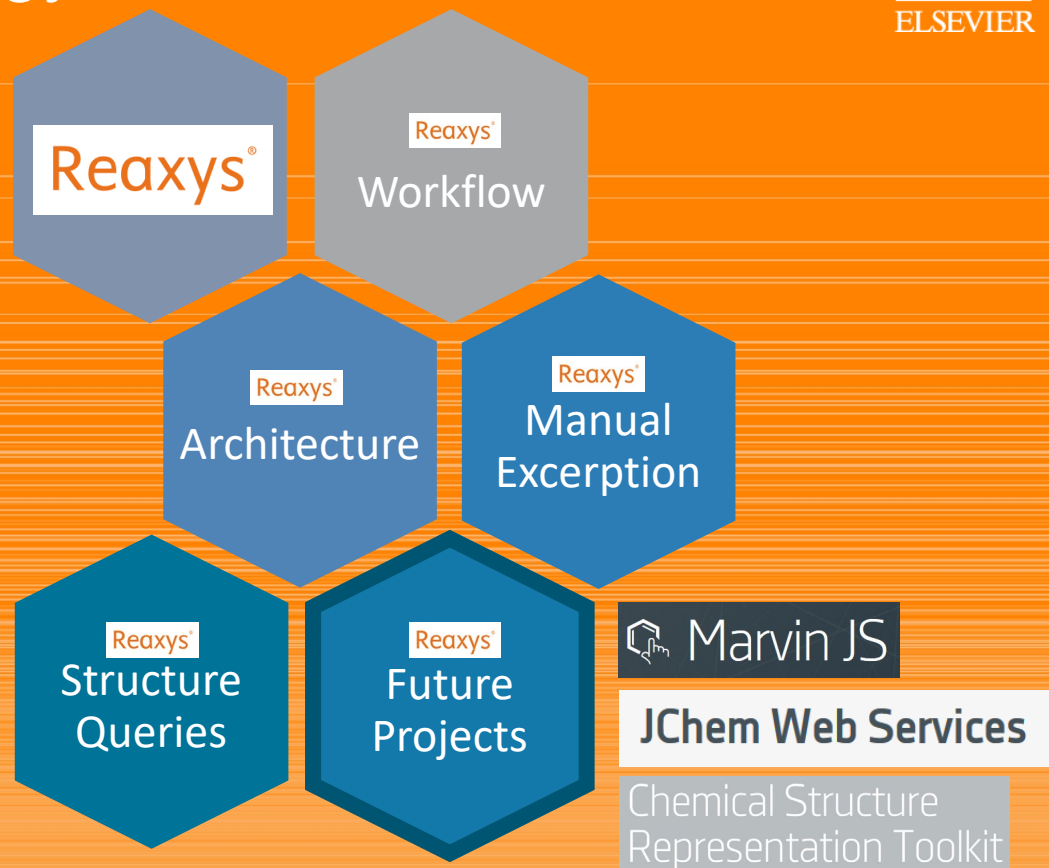 ELSEVIER
Reaxys®
Reaxys®
Workflow
Reaxys®
Architecture
Reaxys®
Manual
Excerption
Reaxys®
Structure
Queries
Reaxys®
Future
Projects
Marvin JS
JChem Web Services
Chemical Structure
Representation Toolkit